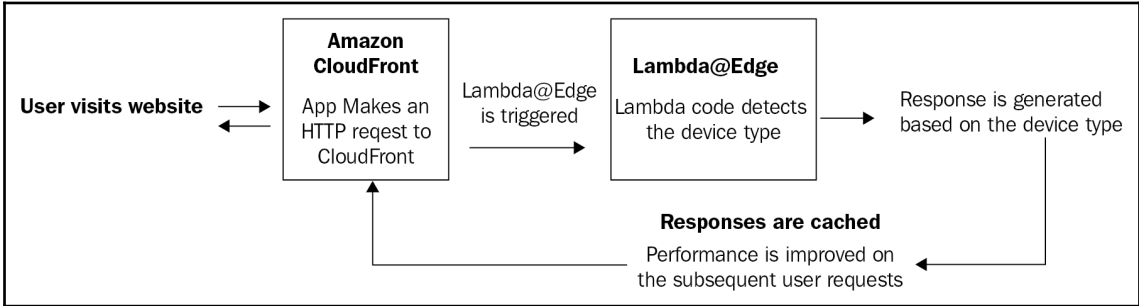 Amazon
CloudFront
User visits website
App Makes an
HTTP reqest to
CloudFront
Lambda@Edge
is triggered
Lambda@Edge
Lambda code detects
the device type
Response is generated
based on the device type
Responses are cached
Performance is improved on
the subsequent user requests